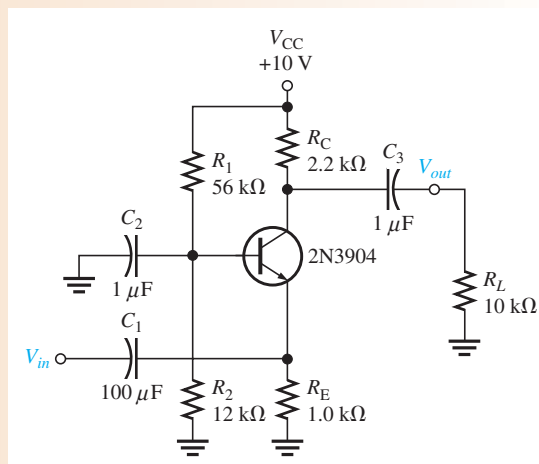 V_CC
+10 V
R_C
2.2 kΩ
C_3
V_out
R_1
56 kΩ
1 μF
C_2
2N3904
1 μF
R_L
10 kΩ
C_1
V_in
100 μF
R_2
12 kΩ
R_E
1.0 kΩ